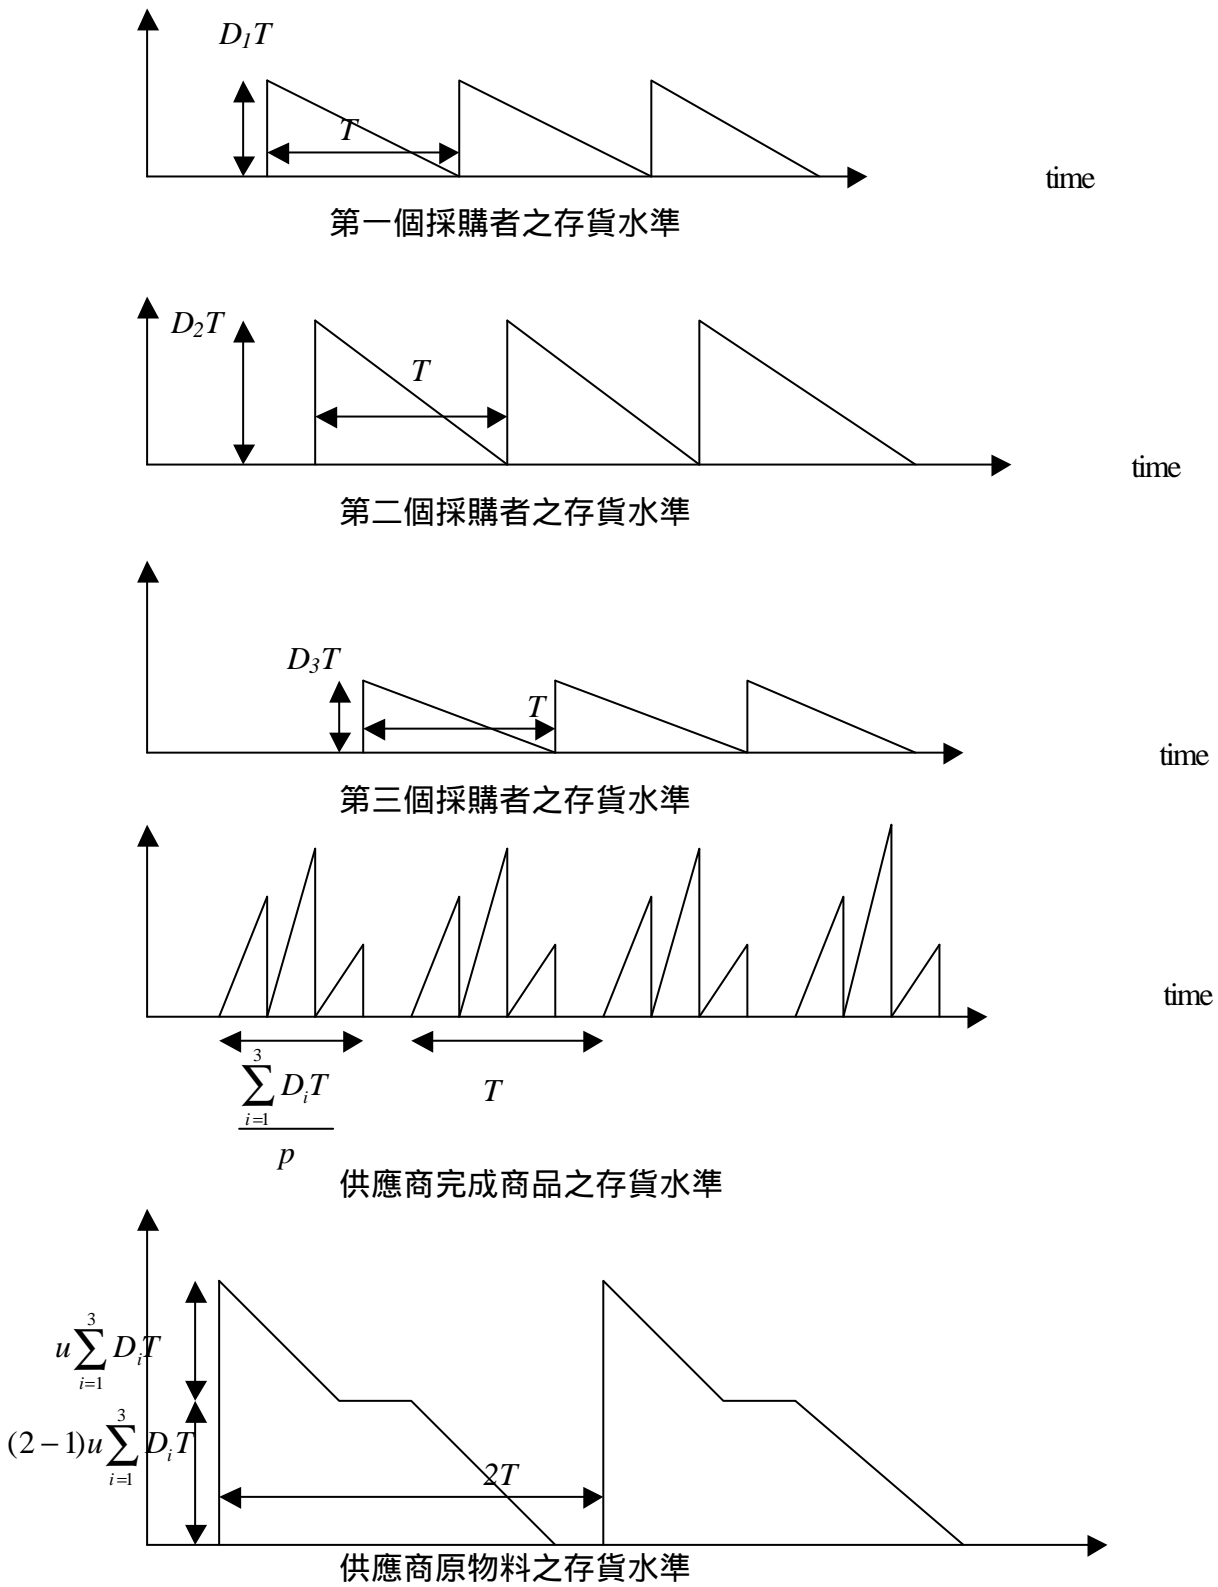 D₁T
T
time
第一個採購者之存貨水準
D₂T
T
time
第二個採購者之存貨水準
D₃T
T
time
第三個採購者之存貨水準
time
3
∑ DᵢT
i=1
p
T
供應商完成商品之存貨水準
3
u∑ DᵢT
i=1
3
(2−1)u∑ DᵢT
i=1
2T
供應商原物料之存貨水準